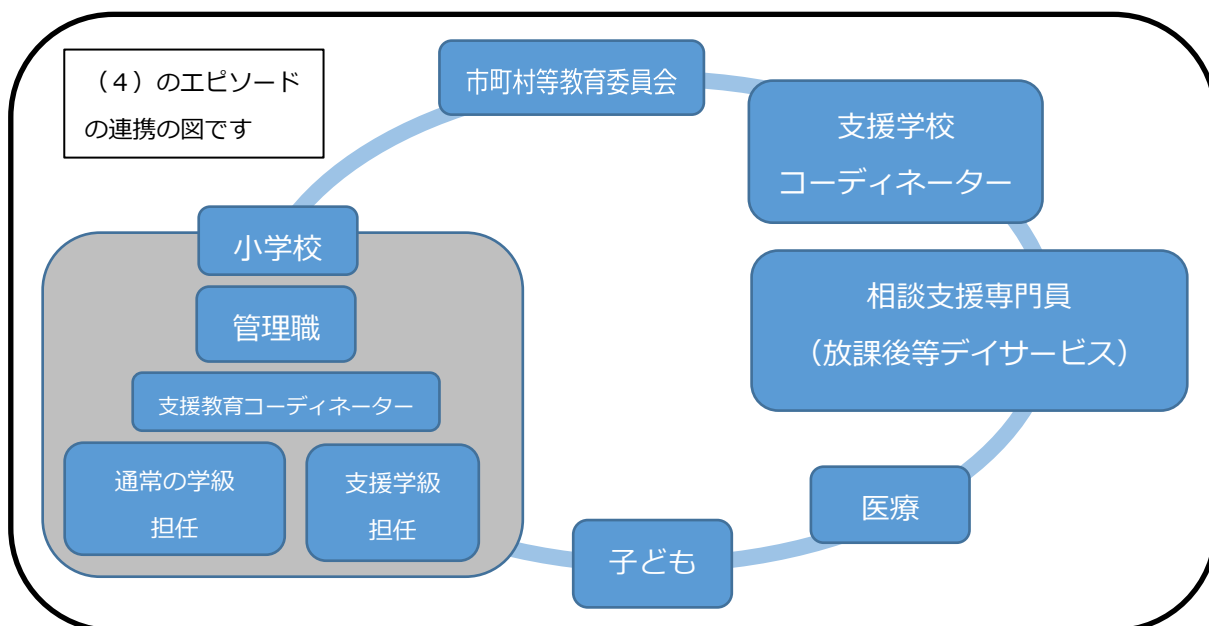 （４）のエピソード
の連携の図です
市町村等教育委員会
支援学校
コーディネーター
小学校
管理職
支援教育コーディネーター
通常の学級
担任
支援学級
担任
相談支援専門員
（放課後等デイサービス）
医療
子ども